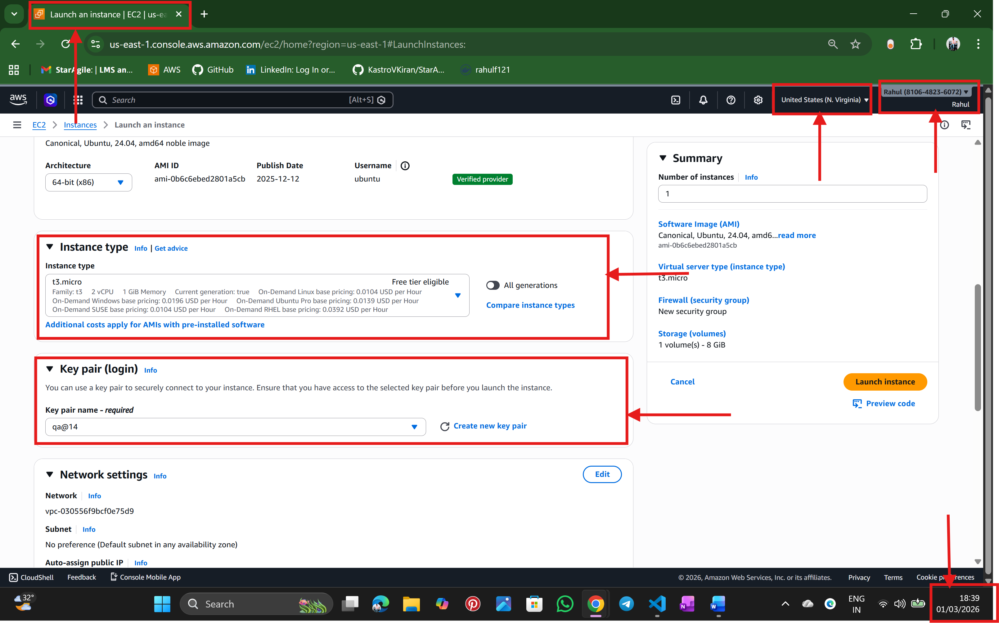 Launch an instance | EC2 | us-ea
us-east-1.console.aws.amazon.com/ec2/home?region=us-east-1#LaunchInstances:
StarAgile: | LMS an...
AWS
GitHub
LinkedIn: Log In or...
KastroVKiran/StarA...
rahulf121
aws
Search
[Alt+S]
United States (N. Virginia)
Rahul (8106-4823-6072)
Rahul
EC2
Instances
Launch an instance
Canonical, Ubuntu, 24.04, amd64 noble image
Architecture
AMI ID
Publish Date
Username
64-bit (x86)
ami-0b6c6ebed2801a5cb
2025-12-12
ubuntu
Verified provider
Instance type Info | Get advice
Instance type
t3.micro
Free tier eligible
Family: t3 2 vCPU 1 GiB Memory Current generation: true On-Demand Linux base pricing: 0.0104 USD per Hour
On-Demand Windows base pricing: 0.0196 USD per Hour On-Demand Ubuntu Pro base pricing: 0.0139 USD per Hour
On-Demand SUSE base pricing: 0.0104 USD per Hour On-Demand RHEL base pricing: 0.0392 USD per Hour
All generations
Compare instance types
Additional costs apply for AMIs with pre-installed software
Key pair (login) Info
You can use a key pair to securely connect to your instance. Ensure that you have access to the selected key pair before you launch the instance.
Key pair name - required
qa@14
Create new key pair
Network settings Info
Edit
Network Info
vpc-030556f9bcf0e75d9
Subnet Info
No preference (Default subnet in any availability zone)
Auto-assign public IP Info
Summary
Number of instances Info
1
Software Image (AMI)
Canonical, Ubuntu, 24.04, amd6...read more
ami-0b6c6ebed2801a5cb
Virtual server type (instance type)
t3.micro
Firewall (security group)
New security group
Storage (volumes)
1 volume(s) - 8 GiB
Cancel
Launch instance
Preview code
CloudShell
Feedback
Console Mobile App
© 2026, Amazon Web Services, Inc. or its affiliates.
Privacy
Terms
Cookie preferences
32°
Search
ENG
IN
18:39
01/03/2026